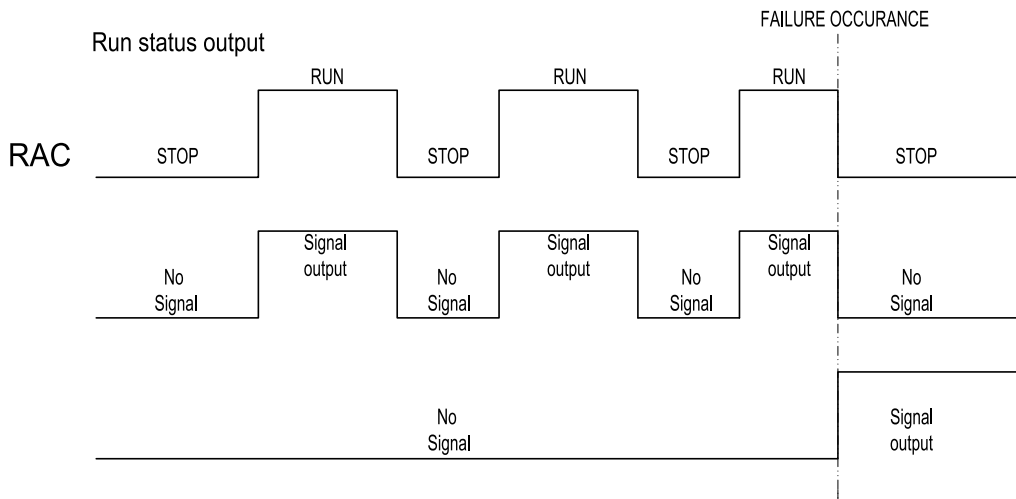 FAILURE OCCURANCE
Run status output
RUN
RUN
RUN
RAC
STOP
STOP
STOP
STOP
Signal
output
Signal
output
Signal
output
No
Signal
No
Signal
No
Signal
No
Signal
No
Signal
Signal
output